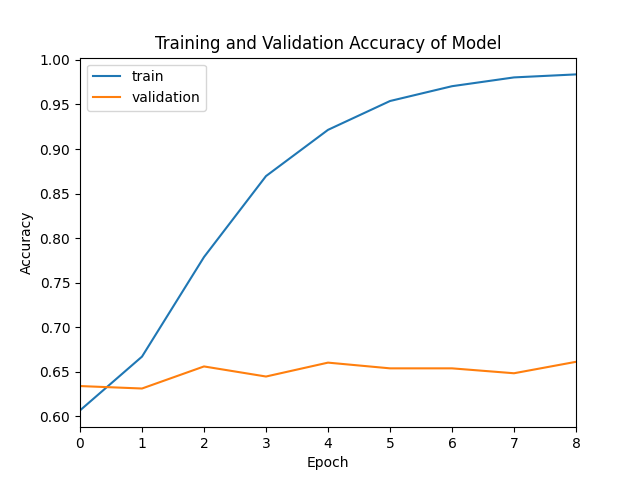 Training and Validation Accuracy of Model
train
validation
1.00
0.95
0.90
0.85
0.80
0.75
0.70
0.65
0.60
Accuracy
0 1 2 3 4 5 6 7 8
Epoch